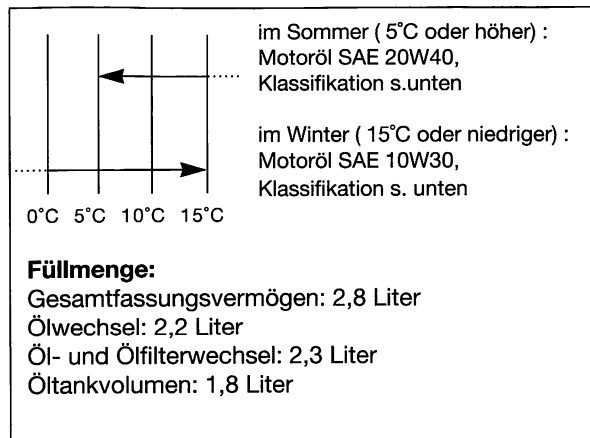 im Sommer ( 5°C oder höher) :
Motoröl SAE 20W40,
Klassifikation s.unten
im Winter ( 15°C oder niedriger) :
Motoröl SAE 10W30,
Klassifikation s. unten
0°C 5°C 10°C 15°C
Füllmenge:
Gesamtfassungsvermögen: 2,8 Liter
Ölwechsel: 2,2 Liter
Öl- und Ölfilterwechsel: 2,3 Liter
Öltankvolumen: 1,8 Liter